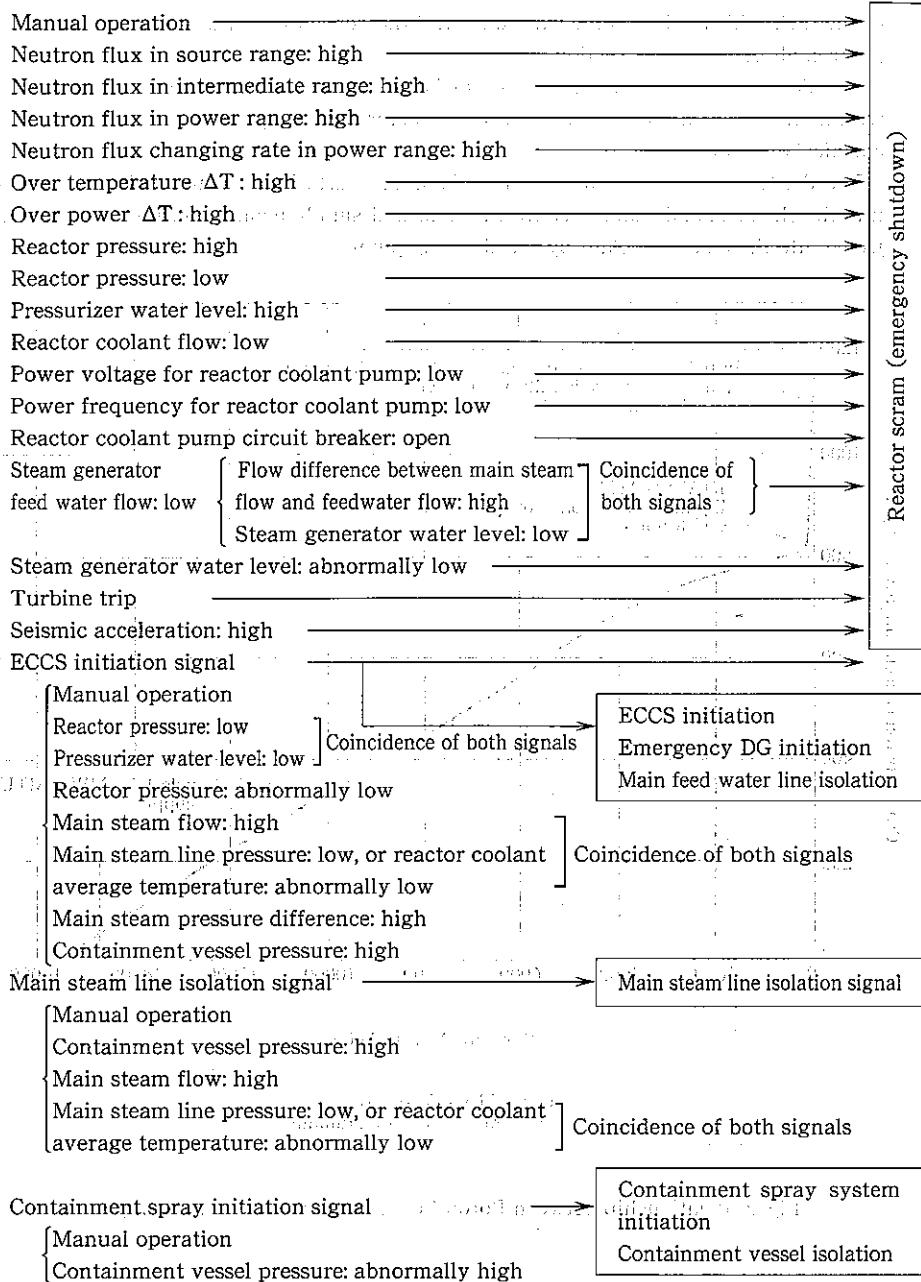 Manual operation
Neutron flux in source range: high
Neutron flux in intermediate range: high
Neutron flux in power range: high
Neutron flux changing rate in power range: high
Over temperature ΔT: high
Over power ΔT: high
Reactor pressure: high
Reactor pressure: low
Pressurizer water level: high
Reactor coolant flow: low
Power voltage for reactor coolant pump: low
Power frequency for reactor coolant pump: low
Reactor coolant pump circuit breaker: open
Steam generator
feed water flow: low
Flow difference between main steam
flow and feedwater flow: high
Steam generator water level: low
Coincidence of
both signals
Steam generator water level: abnormally low
Turbine trip
Seismic acceleration: high
Reactor scram (emergency shutdown)
ECCS initiation signal
Manual operation
Reactor pressure: low
Pressurizer water level: low
Coincidence of both signals
ECCS initiation
Emergency DG initiation
Main feed water line isolation
Reactor pressure: abnormally low
Main steam flow: high
Main steam line pressure: low, or reactor coolant
average temperature: abnormally low
Coincidence of both signals
Main steam pressure difference: high
Containment vessel pressure: high
Main steam line isolation signal
Main steam line isolation signal
Manual operation
Containment vessel pressure: high
Main steam flow: high
Main steam line pressure: low, or reactor coolant
average temperature: abnormally low
Coincidence of both signals
Containment spray initiation signal
Containment spray system
initiation
Containment vessel isolation
Manual operation
Containment vessel pressure: abnormally high